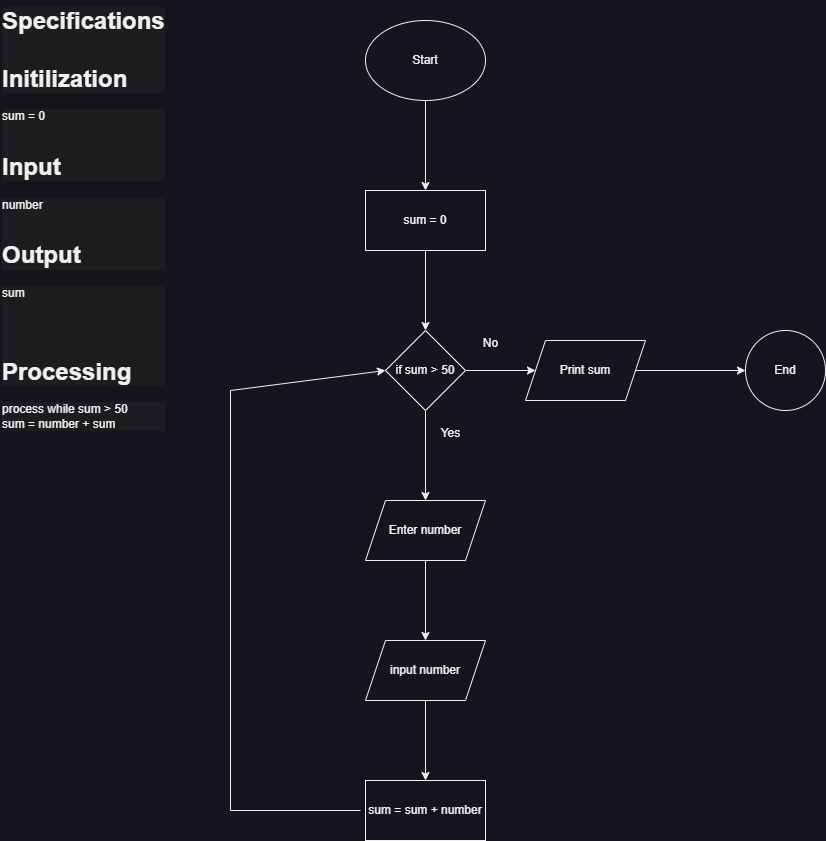 Specifications
Initilization
sum = 0
Input
number
Output
sum
Processing
process while sum > 50
sum = number + sum
Start
sum = 0
if sum > 50
No
Print sum
End
Yes
Enter number
input number
sum = sum + number